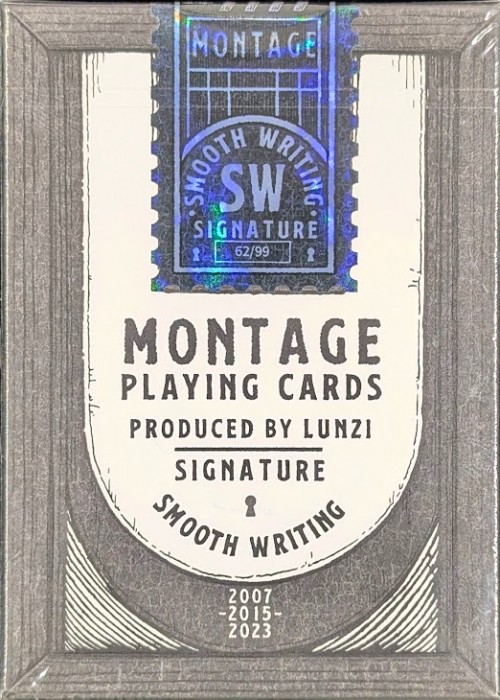 MONTAGE
SMOOTH WRITING
SW
SIGNATURE
62/99
MONTAGE
PLAYING CARDS
PRODUCED BY LUNZI
SIGNATURE
SMOOTH WRITING
2007
-2015-
2023